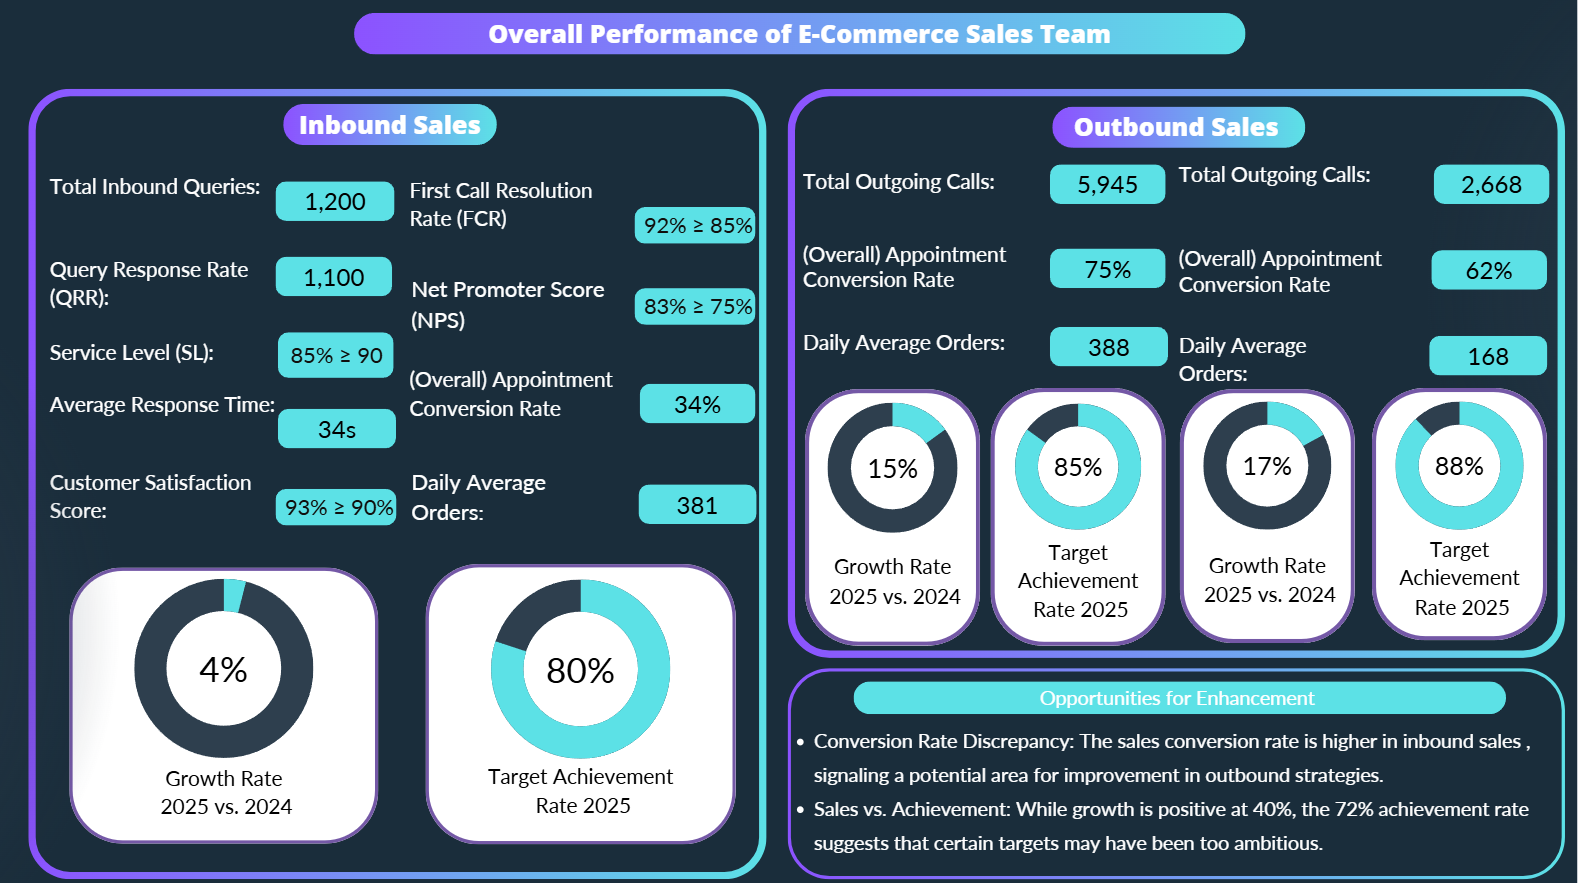 Overall Performance of E-Commerce Sales Team
Inbound Sales
Total Inbound Queries:
1,200
Query Response Rate
(QRR):
1,100
Service Level (SL):
85% ≥ 90
Average Response Time:
34s
Customer Satisfaction
Score:
93% ≥ 90%
First Call Resolution
Rate (FCR)
92% ≥ 85%
Net Promoter Score
(NPS)
83% ≥ 75%
(Overall) Appointment
Conversion Rate
34%
Daily Average
Orders:
381
4%
Growth Rate
2025 vs. 2024
80%
Target Achievement
Rate 2025
Outbound Sales
Total Outgoing Calls:
5,945
(Overall) Appointment
Conversion Rate
75%
Daily Average Orders:
388
Total Outgoing Calls:
2,668
(Overall) Appointment
Conversion Rate
62%
Daily Average
Orders:
168
15%
Growth Rate
2025 vs. 2024
85%
Target
Achievement
Rate 2025
17%
Growth Rate
2025 vs. 2024
88%
Target
Achievement
Rate 2025
Opportunities for Enhancement
• Conversion Rate Discrepancy: The sales conversion rate is higher in inbound sales ,
signaling a potential area for improvement in outbound strategies.
• Sales vs. Achievement: While growth is positive at 40%, the 72% achievement rate
suggests that certain targets may have been too ambitious.